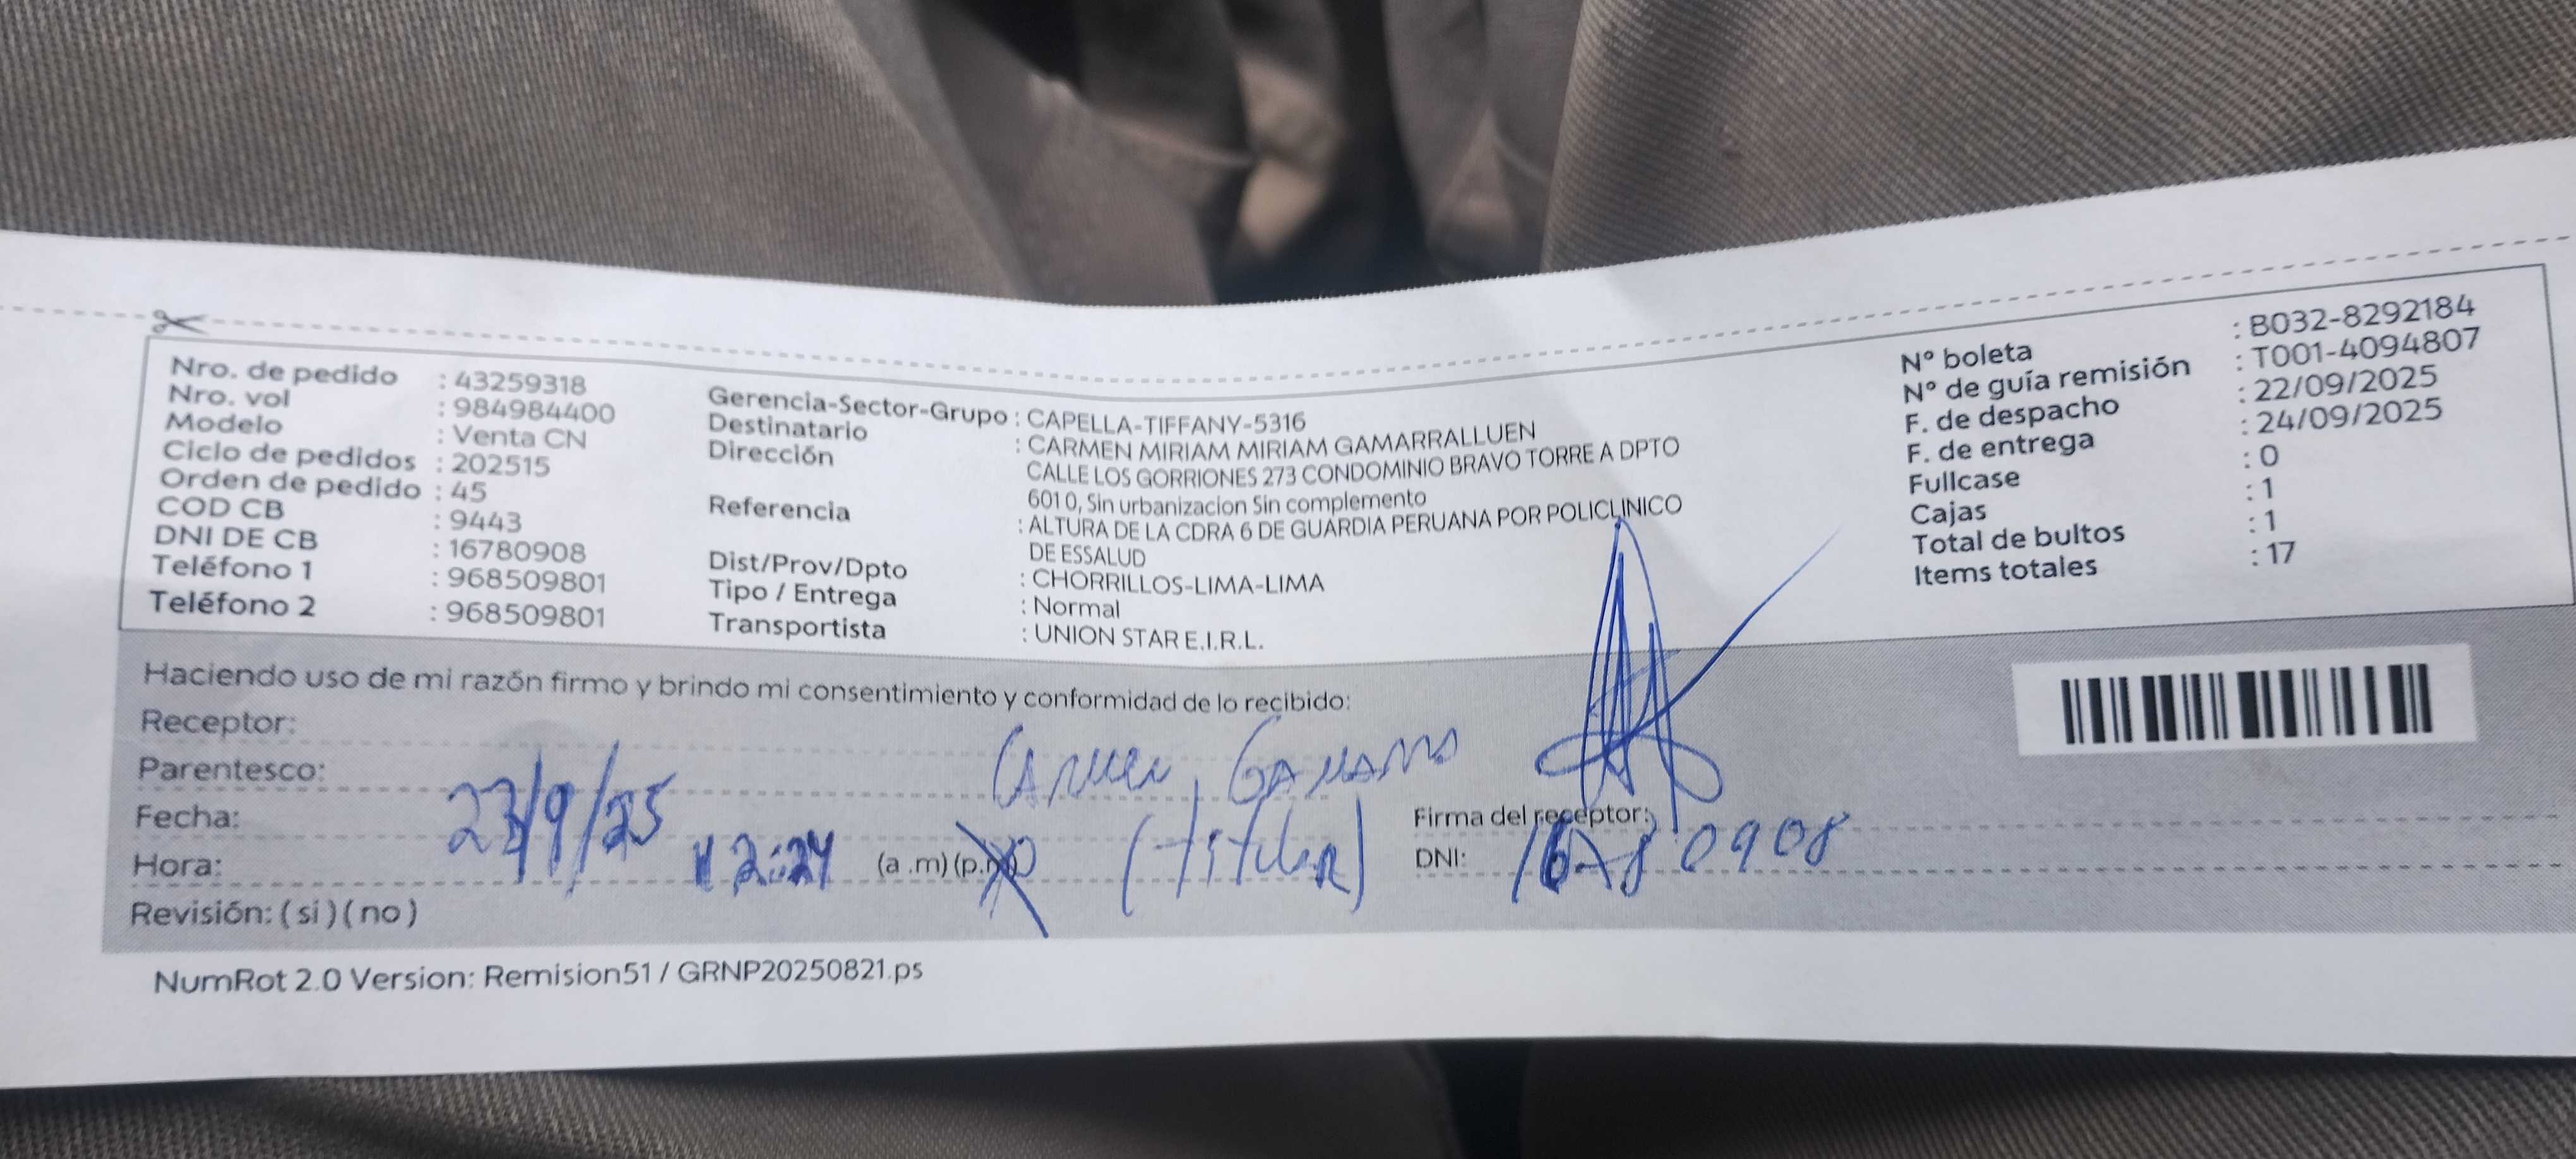 Nro. de pedido : 43259318
Nro. vol : 984984400
Modelo : Venta CN
Ciclo de pedidos : 202515
Orden de pedido : 45
COD CB : 9443
DNI DE CB : 16780908
Teléfono 1 : 968509801
Teléfono 2 : 968509801
Gerencia-Sector-Grupo : CAPELLA-TIFFANY-5316
Destinatario : CARMEN MIRIAM MIRIAM GAMARRALLUEN
Dirección CALLE LOS GORRIONES 273 CONDOMINIO BRAVO TORRE A DPTO
601 0, Sin urbanizacion Sin complemento
Referencia : ALTURA DE LA CDRA 6 DE GUARDIA PERUANA POR POLICLINICO
DE ESSALUD
Dist/Prov/Dpto : CHORRILLOS-LIMA-LIMA
Tipo / Entrega : Normal
Transportista : UNION STAR E.I.R.L.
N° boleta : B032-8292184
N° de guía remisión : T001-4094807
F. de despacho : 22/09/2025
F. de entrega : 24/09/2025
Fullcase : 0
Cajas : 1
Total de bultos : 1
Items totales : 17
Haciendo uso de mi razón firmo y brindo mi consentimiento y conformidad de lo recibido:
Receptor:
Parentesco: Carmen Gamarra
Fecha: 23/9/25 (titular)
Hora: 12:24 (a .m) (p.m)
Revisión: ( si ) ( no )
Firma del receptor:
DNI: 16780908
NumRot 2.0 Version: Remision51 / GRNP20250821.ps